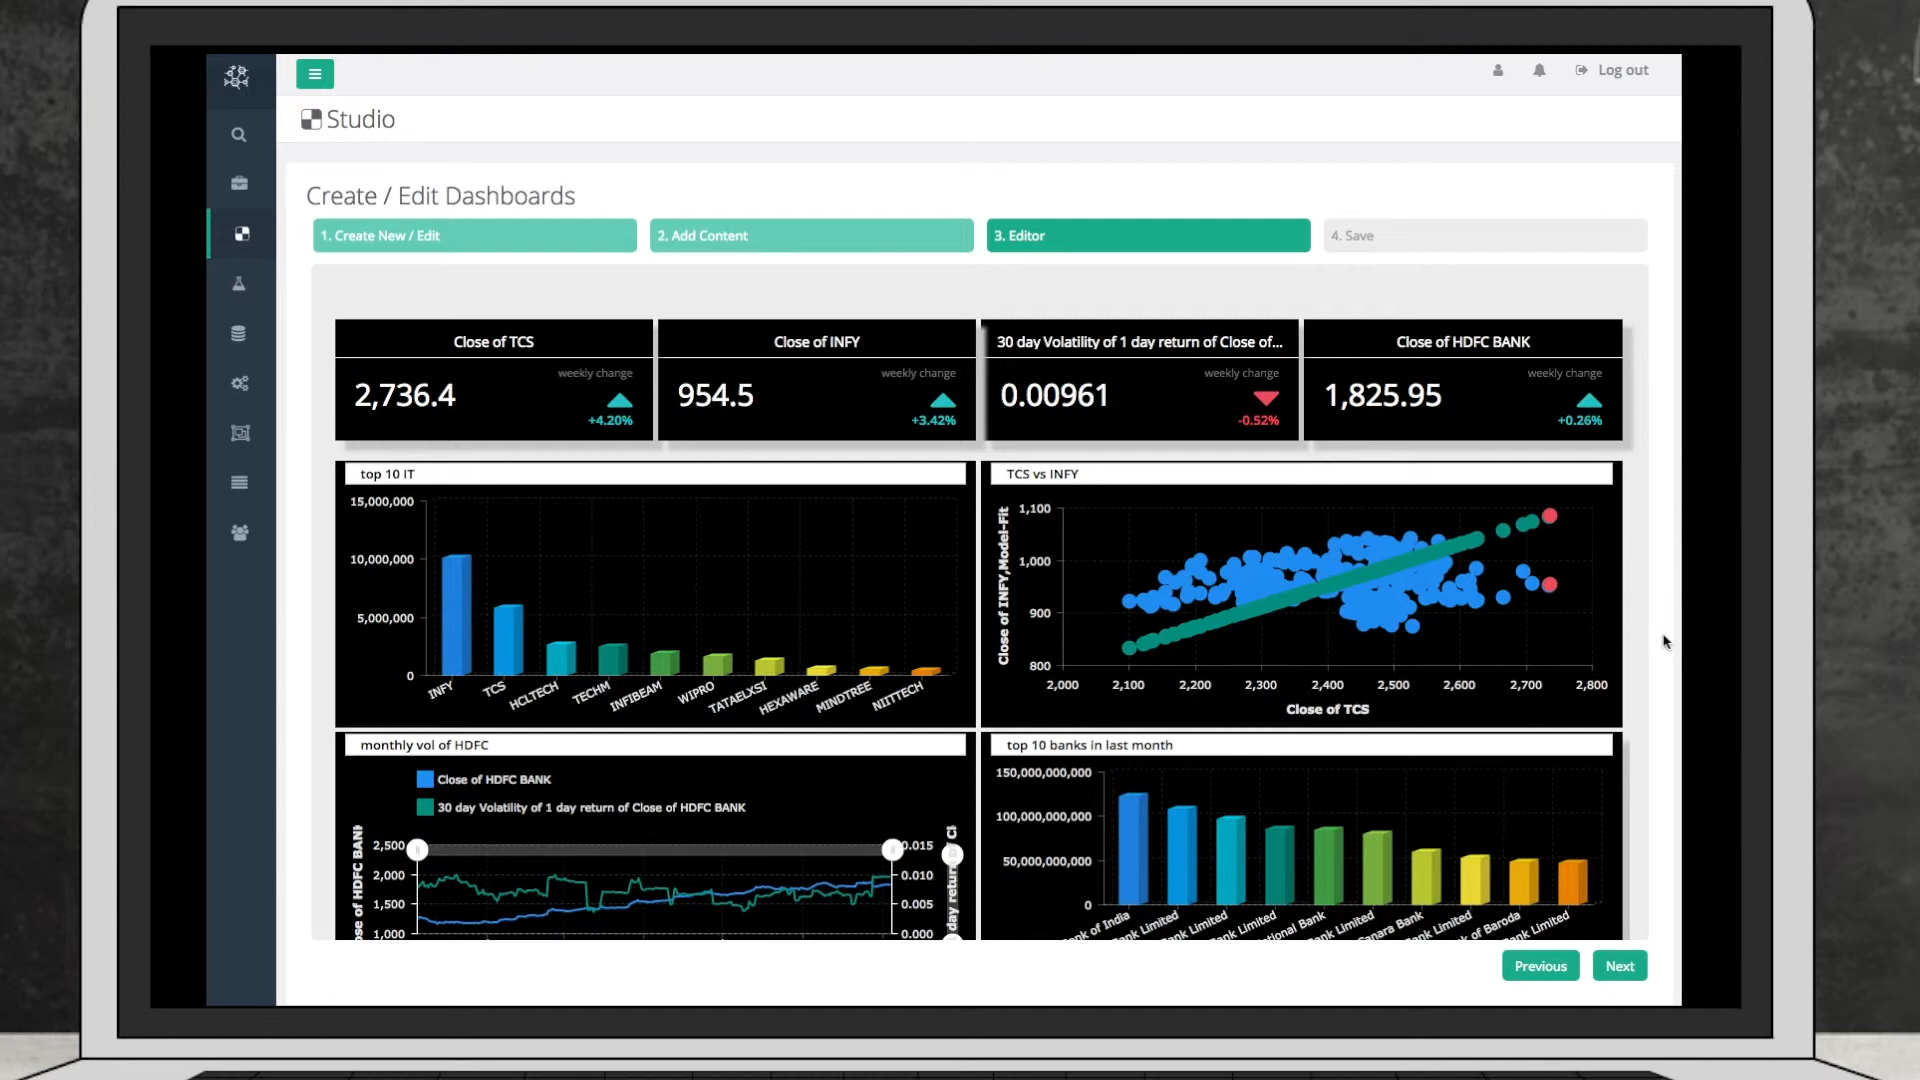 Log out
Studio
Create / Edit Dashboards
1. Create New / Edit
2. Add Content
3. Editor
4. Save
Close of TCS
2,736.4
weekly change
+4.20%
Close of INFY
954.5
weekly change
+3.42%
30 day Volatility of 1 day return of Close of...
0.00961
weekly change
-0.52%
Close of HDFC BANK
1,825.95
weekly change
+0.26%
top 10 IT
15,000,000
10,000,000
5,000,000
0
INFY
TCS
HCLTECH
TECHM
INFIBEAM
WIPRO
TATAELXSI
HEXAWARE
MINDTREE
NIITTECH
TCS vs INFY
Close of INFY,Model-Fit
1,100
1,000
900
800
2,000
2,100
2,200
2,300
2,400
2,500
2,600
2,700
2,800
Close of TCS
monthly vol of HDFC
Close of HDFC BANK
30 day Volatility of 1 day return of Close of HDFC BANK
ose of HDFC BANK
2,500
2,000
1,500
1,000
0.015
0.010
0.005
0.000
day return
top 10 banks in last month
150,000,000,000
100,000,000,000
50,000,000,000
0
of India
Limited
Limited
Limited
Bank
Limited
Canara Bank
Limited
of Baroda
Limited
Previous
Next